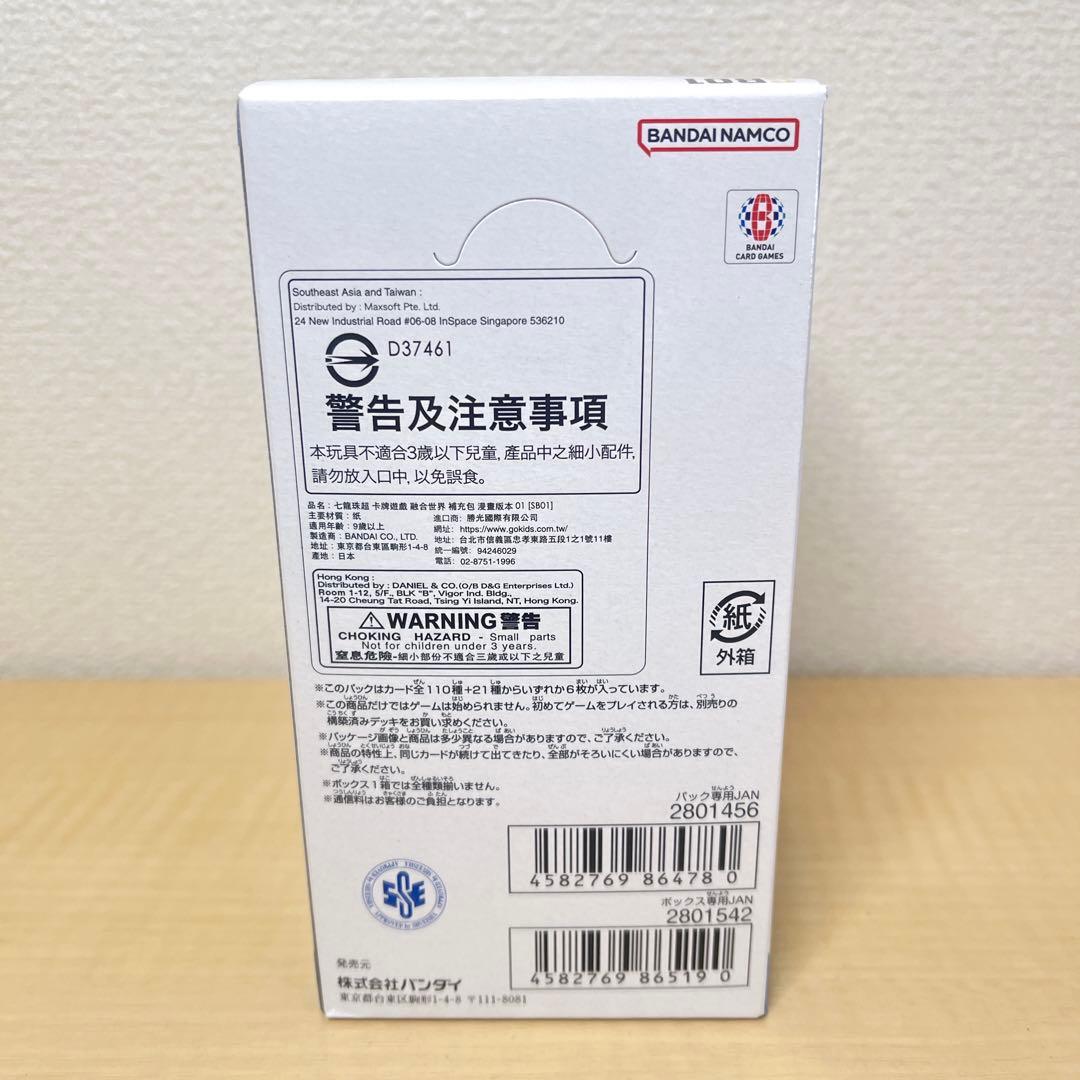 BANDAI NAMCO
BANDAI
CARD GAMES
Southeast Asia and Taiwan :
Distributed by : Maxsoft Pte. Ltd.
24 New Industrial Road #06-08 InSpace Singapore 536210
D37461
警告及注意事項
本玩具不適合3歲以下兒童,產品中之細小配件,
請勿放入口中,以免誤食。
品名：七龍珠超 卡牌遊戲 融合世界 補充包 漫畫版本 01 [SB01]
主要材質：紙
適用年齡：9歲以上
製造商：BANDAI CO., LTD.
地址：東京都台東區駒形1-4-8
產地：日本
進口商：勝光國際有限公司
網址：https://www.gokids.com.tw/
地址：台北市信義區忠孝東路五段1之1號11樓
統一編號：94246029
電話：02-8751-1996
Hong Kong :
Distributed by : DANIEL & CO.(O/B D&G Enterprises Ltd.)
Room 1-12, 5/F., BLK "B", Vigor Ind. Bldg.,
14-20 Cheung Tat Road, Tsing Yi Island, NT, Hong Kong.
WARNING 警告
CHOKING HAZARD - Small parts
Not for children under 3 years.
窒息危險-細小部份不適合三歲或以下之兒童
紙
外箱
※このパックはカード全110種+21種からいずれか6枚が入っています。
※この商品だけではゲームは始められません。初めてゲームをプレイされる方は、別売りの
構築済みデッキをお買い求めください。
※パッケージ画像と商品は多少異なる場合がありますので、ご了承ください。
※商品の特性上、同じカードが続けて出てきたり、全部がそろいにくい場合がありますので、
ご了承ください。
※ボックス1箱では全種類揃いません。
※通信料はお客様のご負担となります。
パック専用JAN
2801456
4582769 86478 0
ボックス専用JAN
2801542
4582769 86519 0
SSE
発売元
株式会社バンダイ
東京都台東区駒形1-4-8 〒111-8081